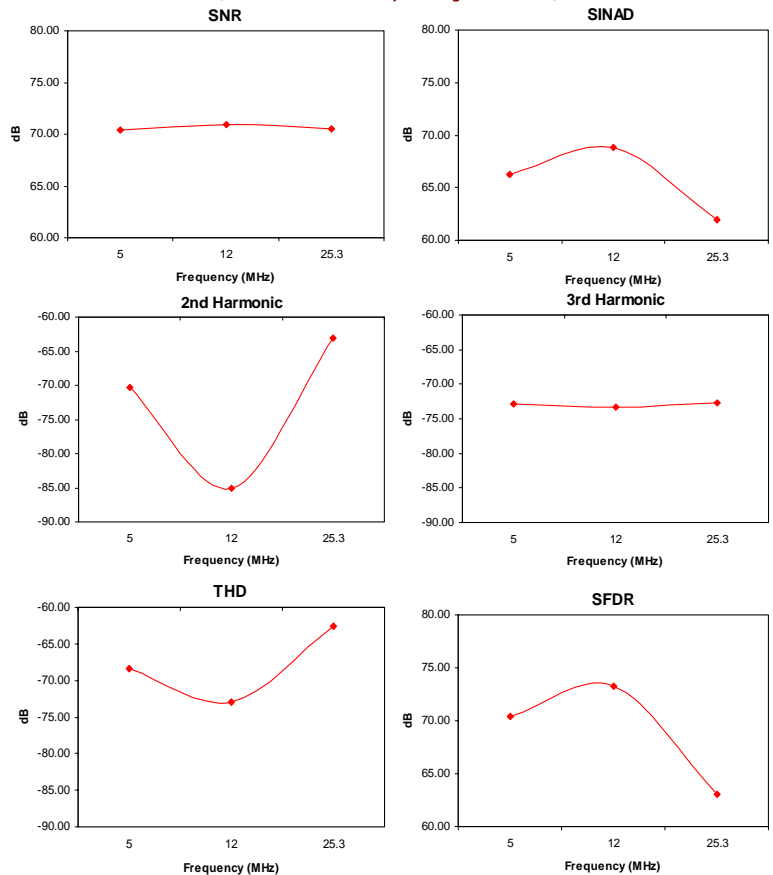 SNR
80.00
75.00
70.00
65.00
60.00
dB
5 12 25.3
Frequency (MHz)
SINAD
80.00
75.00
70.00
65.00
60.00
dB
5 12 25.3
Frequency (MHz)
2nd Harmonic
-60.00
-65.00
-70.00
-75.00
-80.00
-85.00
-90.00
dB
5 12 25.3
Frequency (MHz)
3rd Harmonic
-60.00
-65.00
-70.00
-75.00
-80.00
-85.00
-90.00
dB
5 12 25.3
Frequency (MHz)
THD
-60.00
-65.00
-70.00
-75.00
-80.00
-85.00
-90.00
dB
5 12 25.3
Frequency (MHz)
SFDR
80.00
75.00
70.00
65.00
60.00
dB
5 12 25.3
Frequency (MHz)